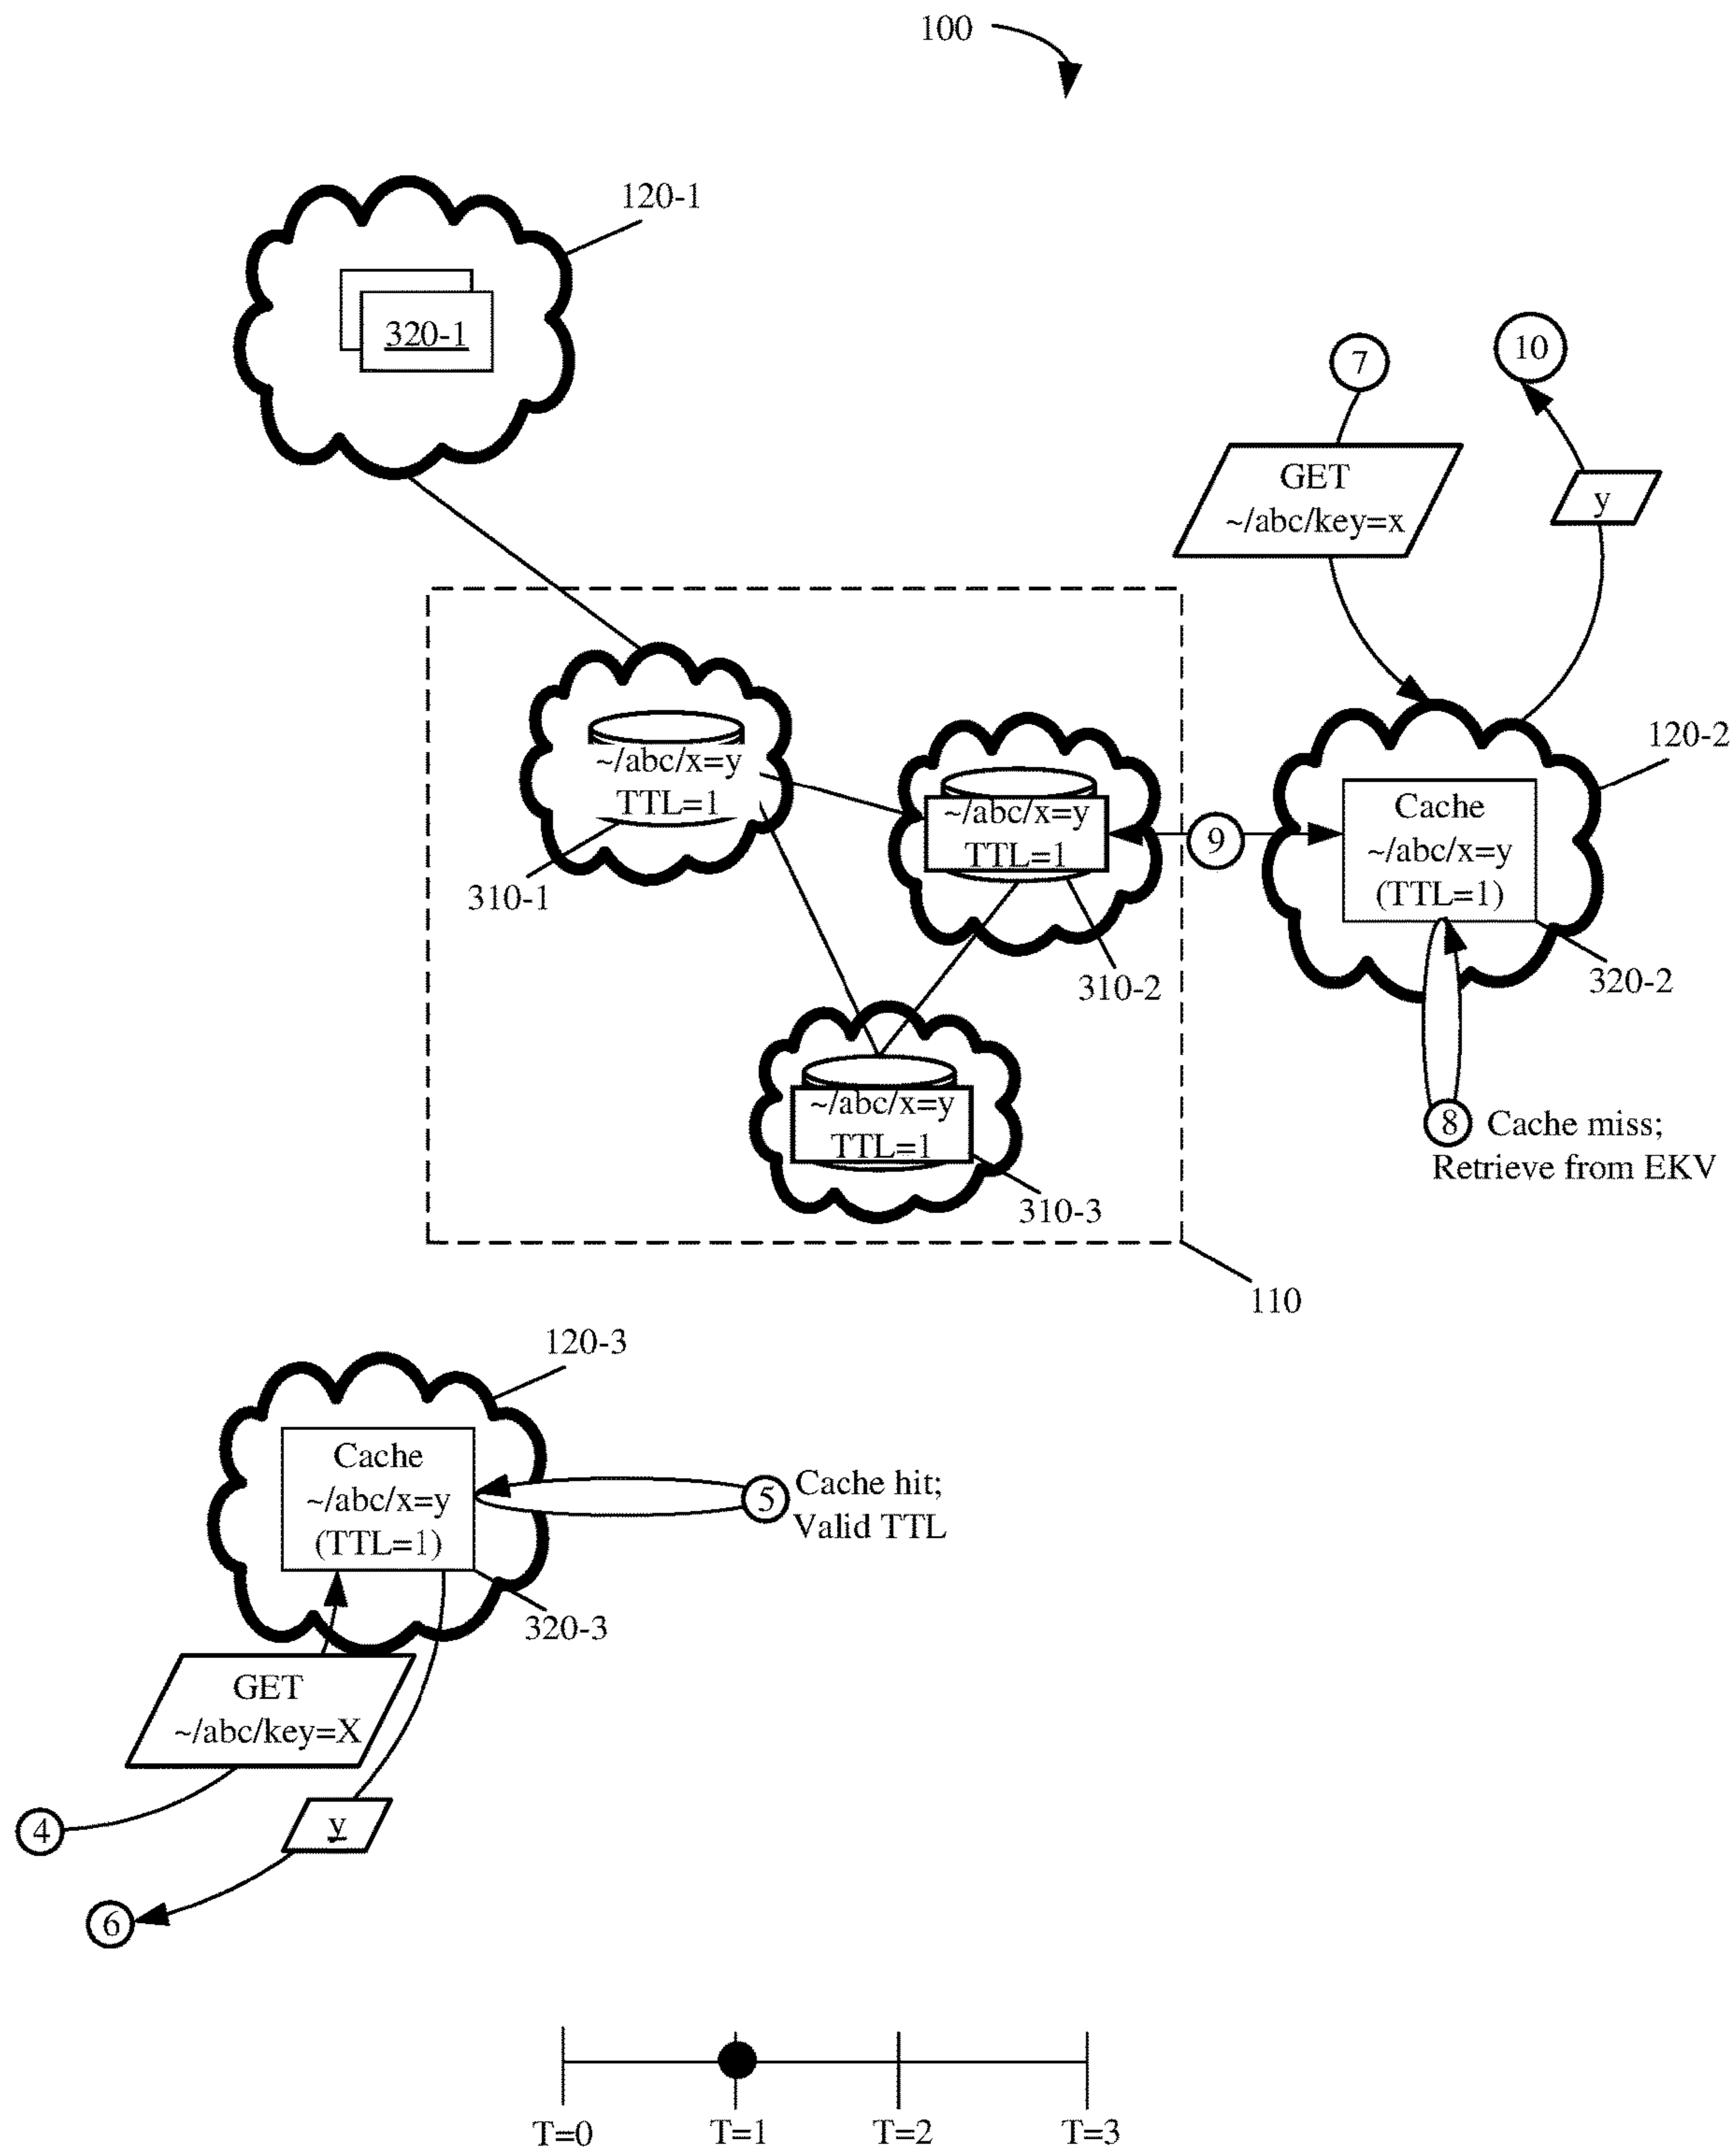 100
120-1
320-1
7
10
GET
~/abc/key=x
y
~/abc/x=y
TTL=1
310-1
~/abc/x=y
TTL=1
310-2
9
120-2
Cache
~/abc/x=y
(TTL=1)
320-2
~/abc/x=y
TTL=1
310-3
8
Cache miss;
Retrieve from EKV
110
120-3
Cache
~/abc/x=y
(TTL=1)
5
Cache hit;
Valid TTL
320-3
GET
~/abc/key=X
4
y
6
T=0 T=1 T=2 T=3